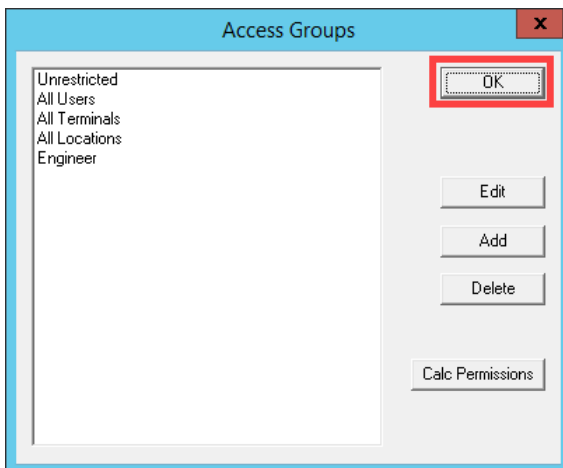 Access Groups
x
Unrestricted
All Users
All Terminals
All Locations
Engineer
OK
Edit
Add
Delete
Calc Permissions